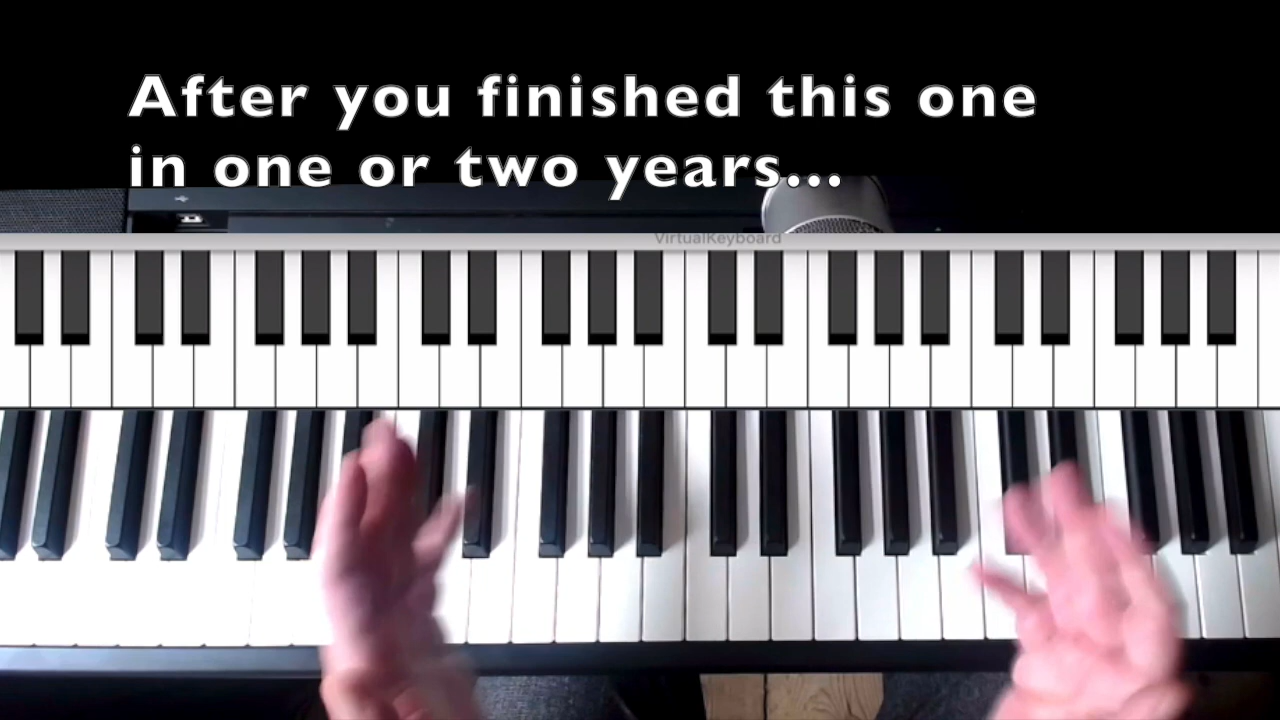 After you finished this one
in one or two years...
VirtualKeyboard